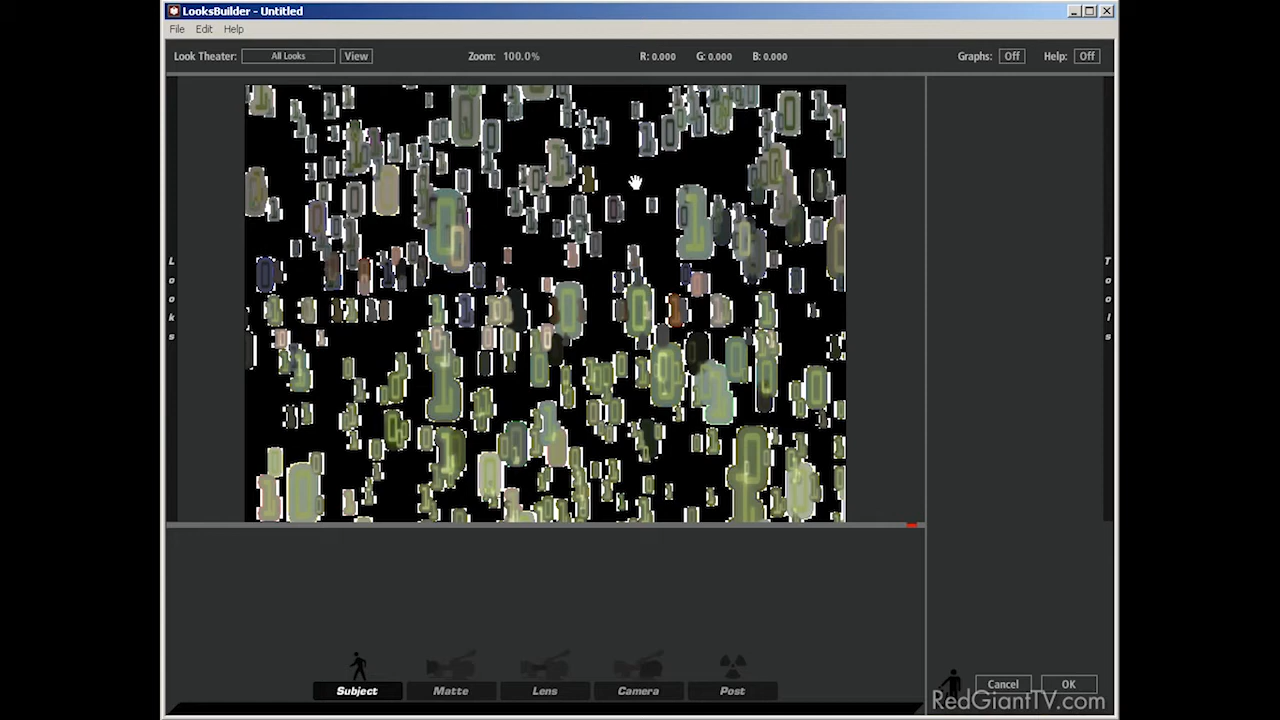 LooksBuilder - Untitled
File Edit Help
Look Theater: All Looks View Zoom: 100.0% R: 0.000 G: 0.000 B: 0.000 Graphs: Off Help: Off
Looks
Tools
Subject Matte Lens Camera Post
Cancel OK
RedGiantTV.com